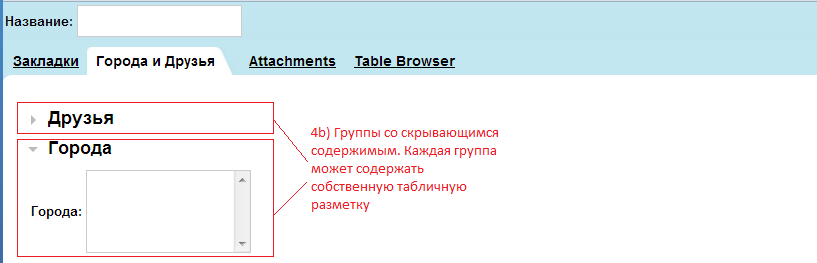 Название:
Закладки Города и Друзья Attachments Table Browser
Друзья
Города
Города:
4b) Группы со скрывающимся
содержимым. Каждая группа
может содержать
собственную табличную
разметку